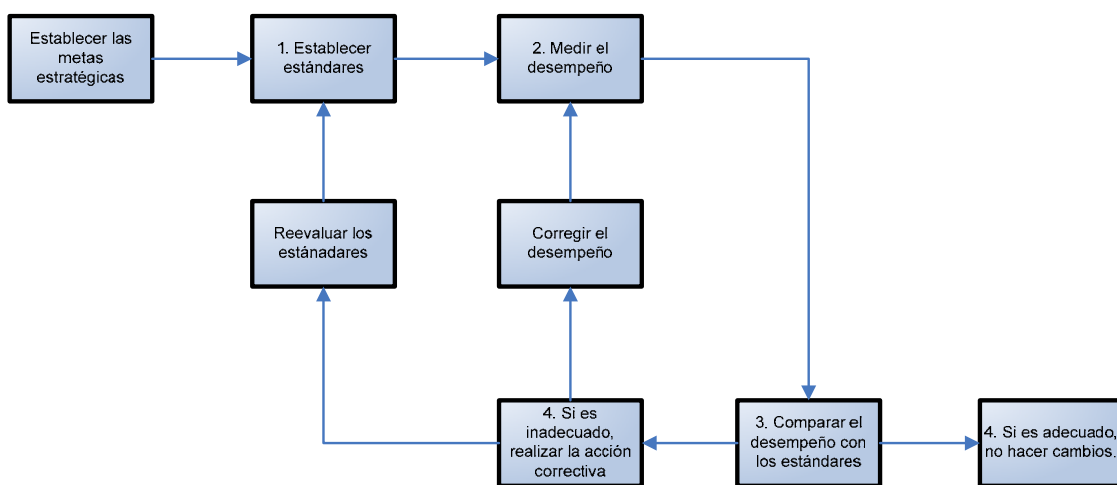 Establecer las
metas
estratégicas
1. Establecer
estándares
2. Medir el
desempeño
Reevaluar los
estánadares
Corregir el
desempeño
4. Si es
inadecuado,
realizar la acción
correctiva
3. Comparar el
desempeño con
los estándares
4. Si es adecuado,
no hacer cambios.